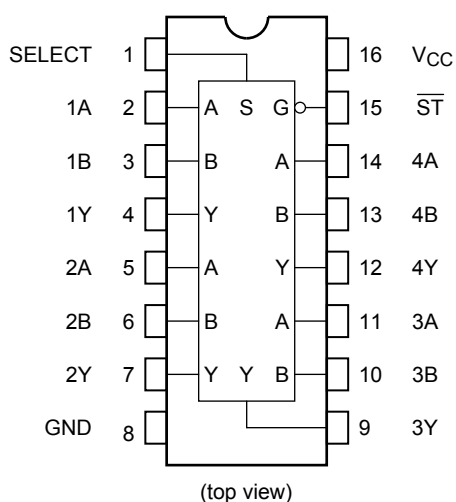 SELECT 1 16 VCC
1A 2 A S G 15 ST
1B 3 B A 14 4A
1Y 4 Y B 13 4B
2A 5 A Y 12 4Y
2B 6 B A 11 3A
2Y 7 Y Y B 10 3B
GND 8 9 3Y
(top view)